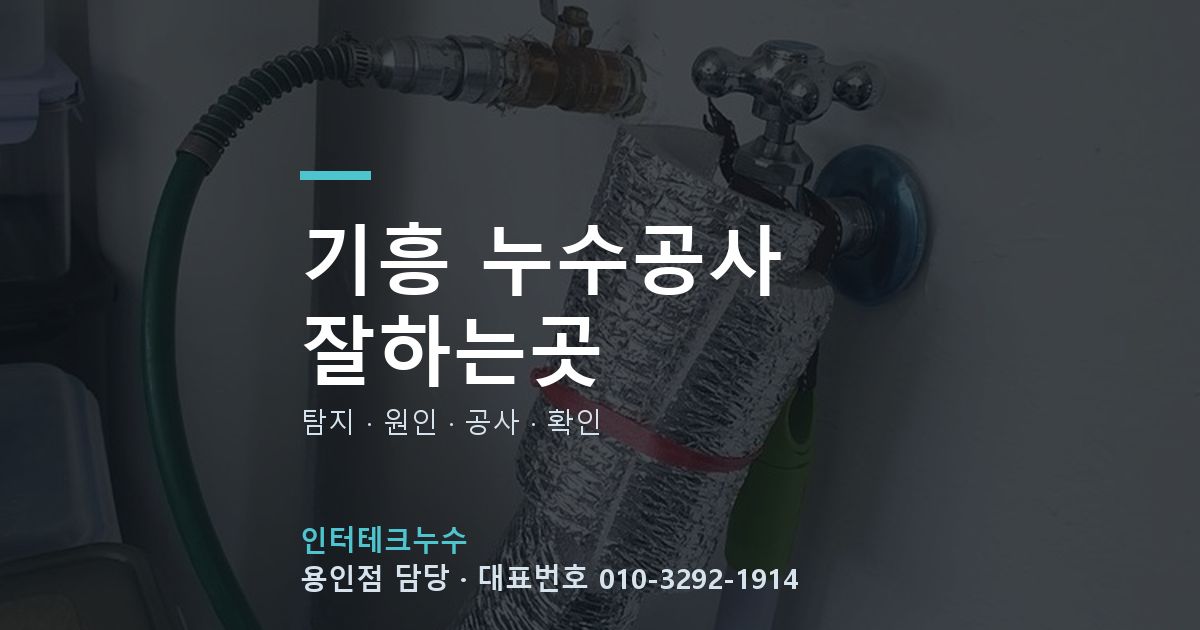 기흥 누수공사
잘하는곳
탐지 · 원인 · 공사 · 확인
인터테크누수
용인점 담당 · 대표번호 010-3292-1914